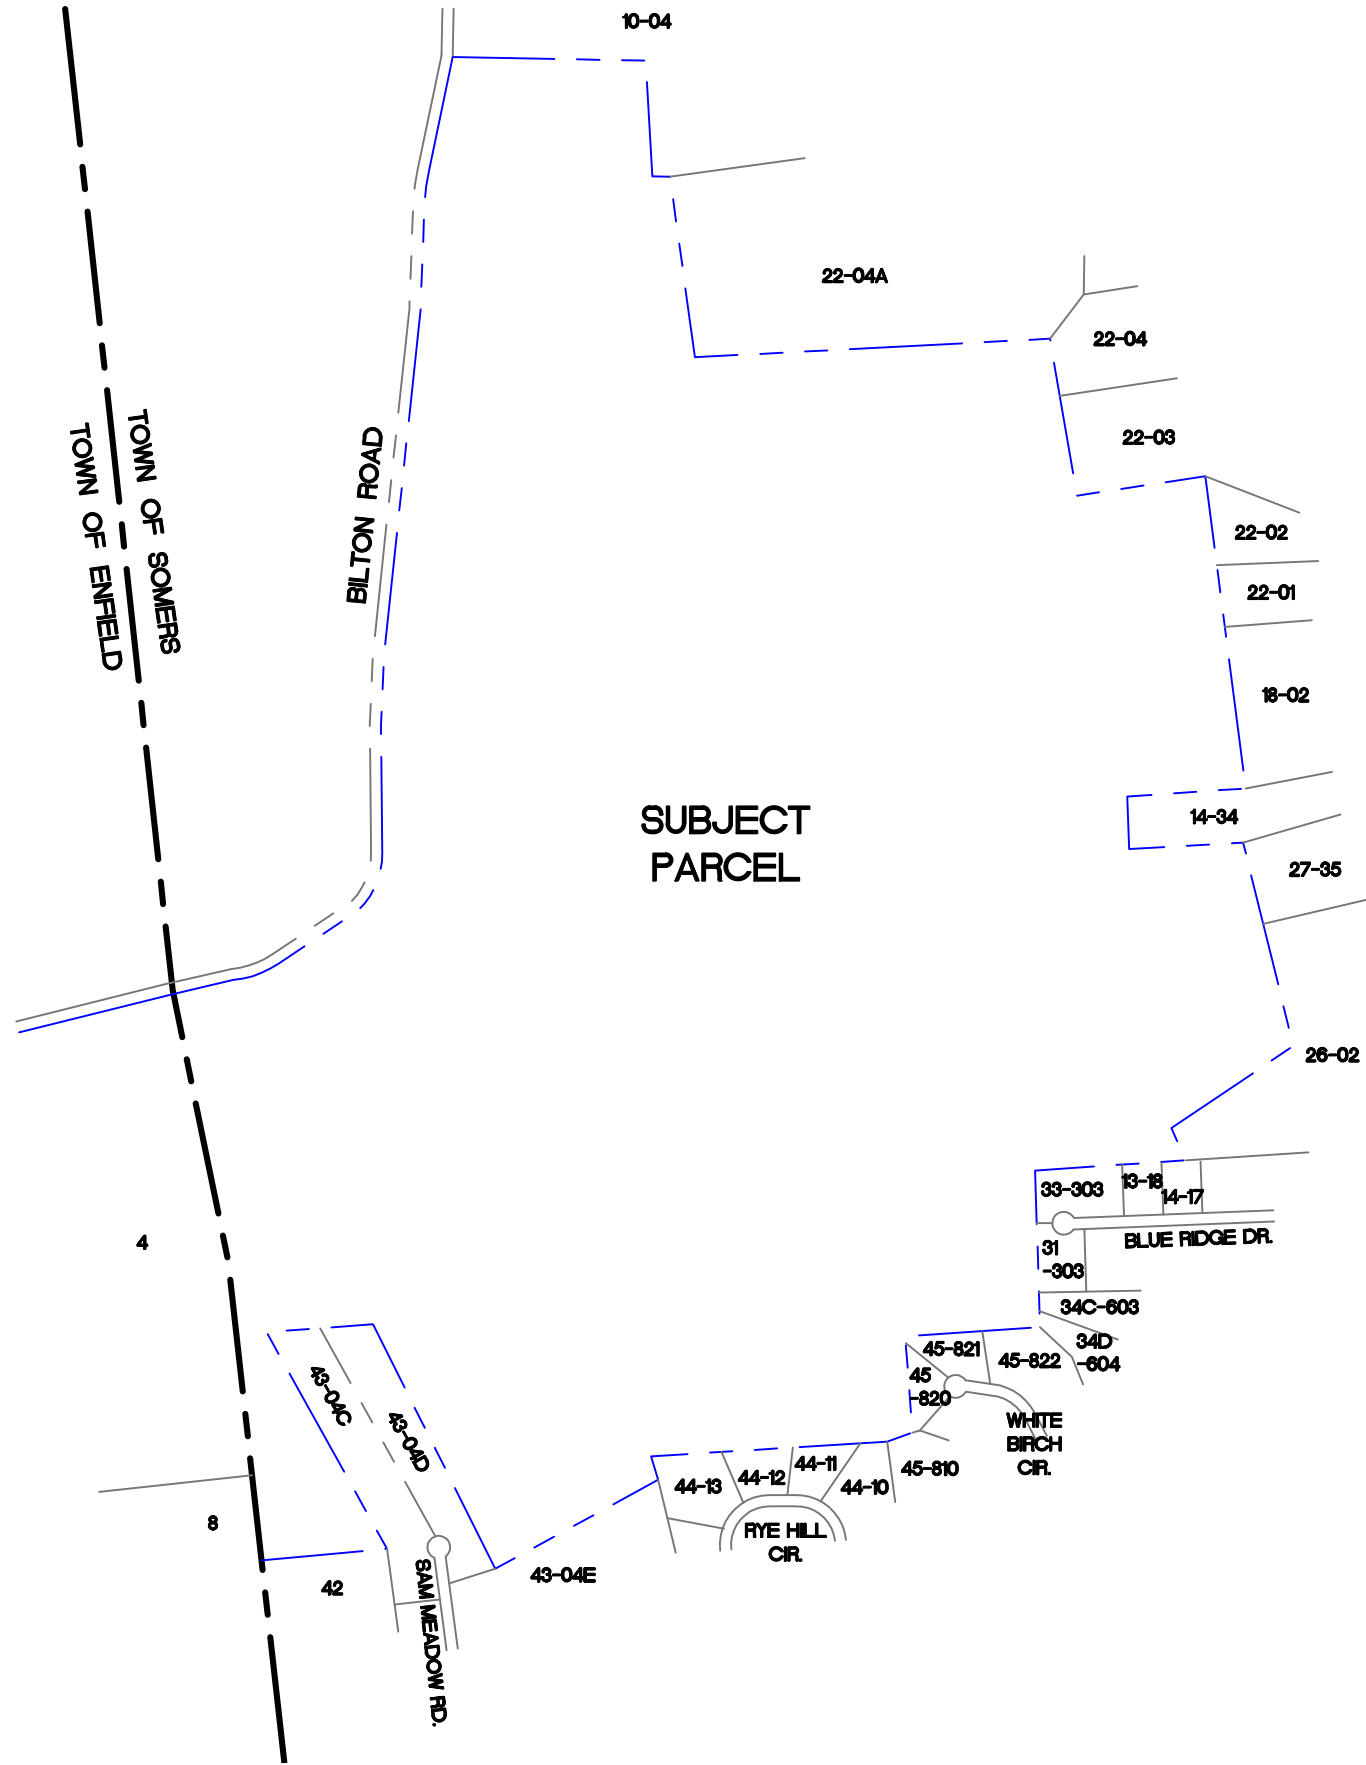 10-04
22-04A
22-04
22-03
TOWN OF SOMERS
TOWN OF ENFIELD
BILTON ROAD
22-02
22-01
18-02
SUBJECT
PARCEL
14-34
27-35
26-02
33-303
13-18
14-17
BLUE RIDGE DR.
4
31
-303
34C-603
34D
-604
45-821
45-822
45
-820
43-04C
43-04D
WHITE
BIRCH
CIR.
45-810
44-13
44-12
44-11
44-10
8
RYE HILL
CIR.
43-04E
42
SAM MEADOW RD.